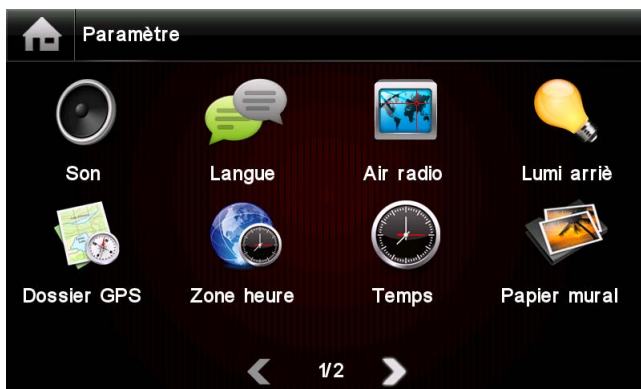 Paramètre
Son Langue Air radio Lumi arriè
Dossier GPS Zone heure Temps Papier mural
1/2